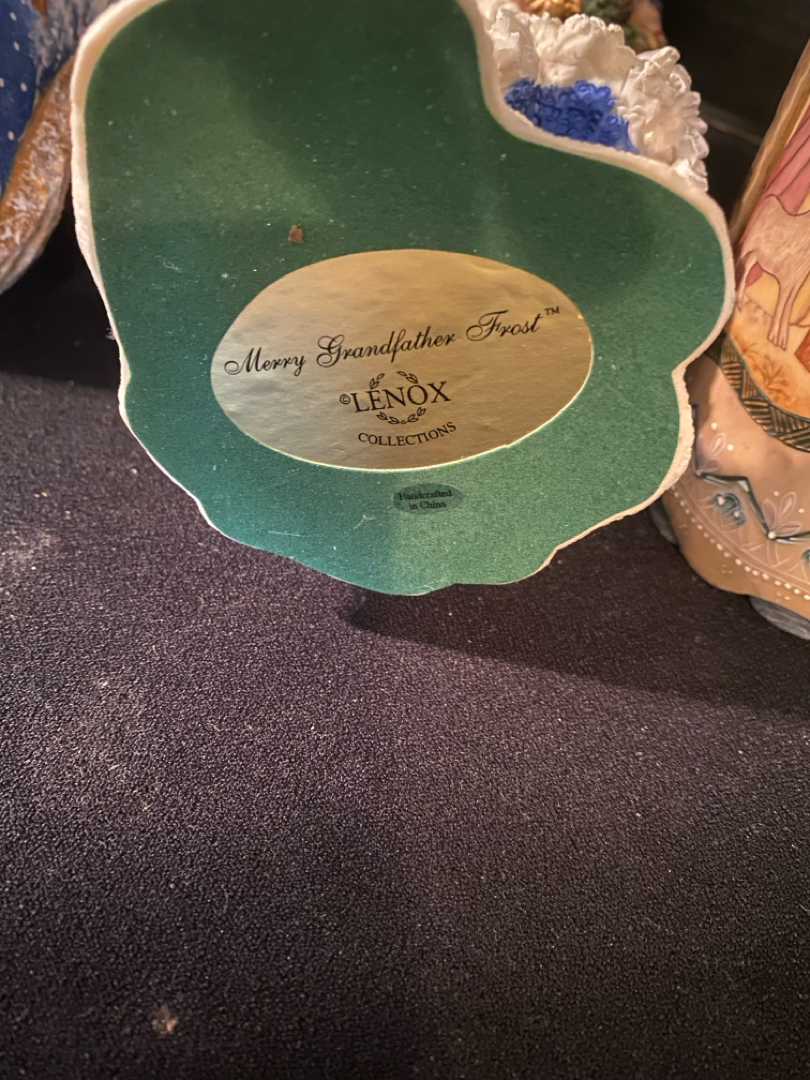 Merry Grandfather Frost™
©LENOX
COLLECTIONS
Handcrafted
in China